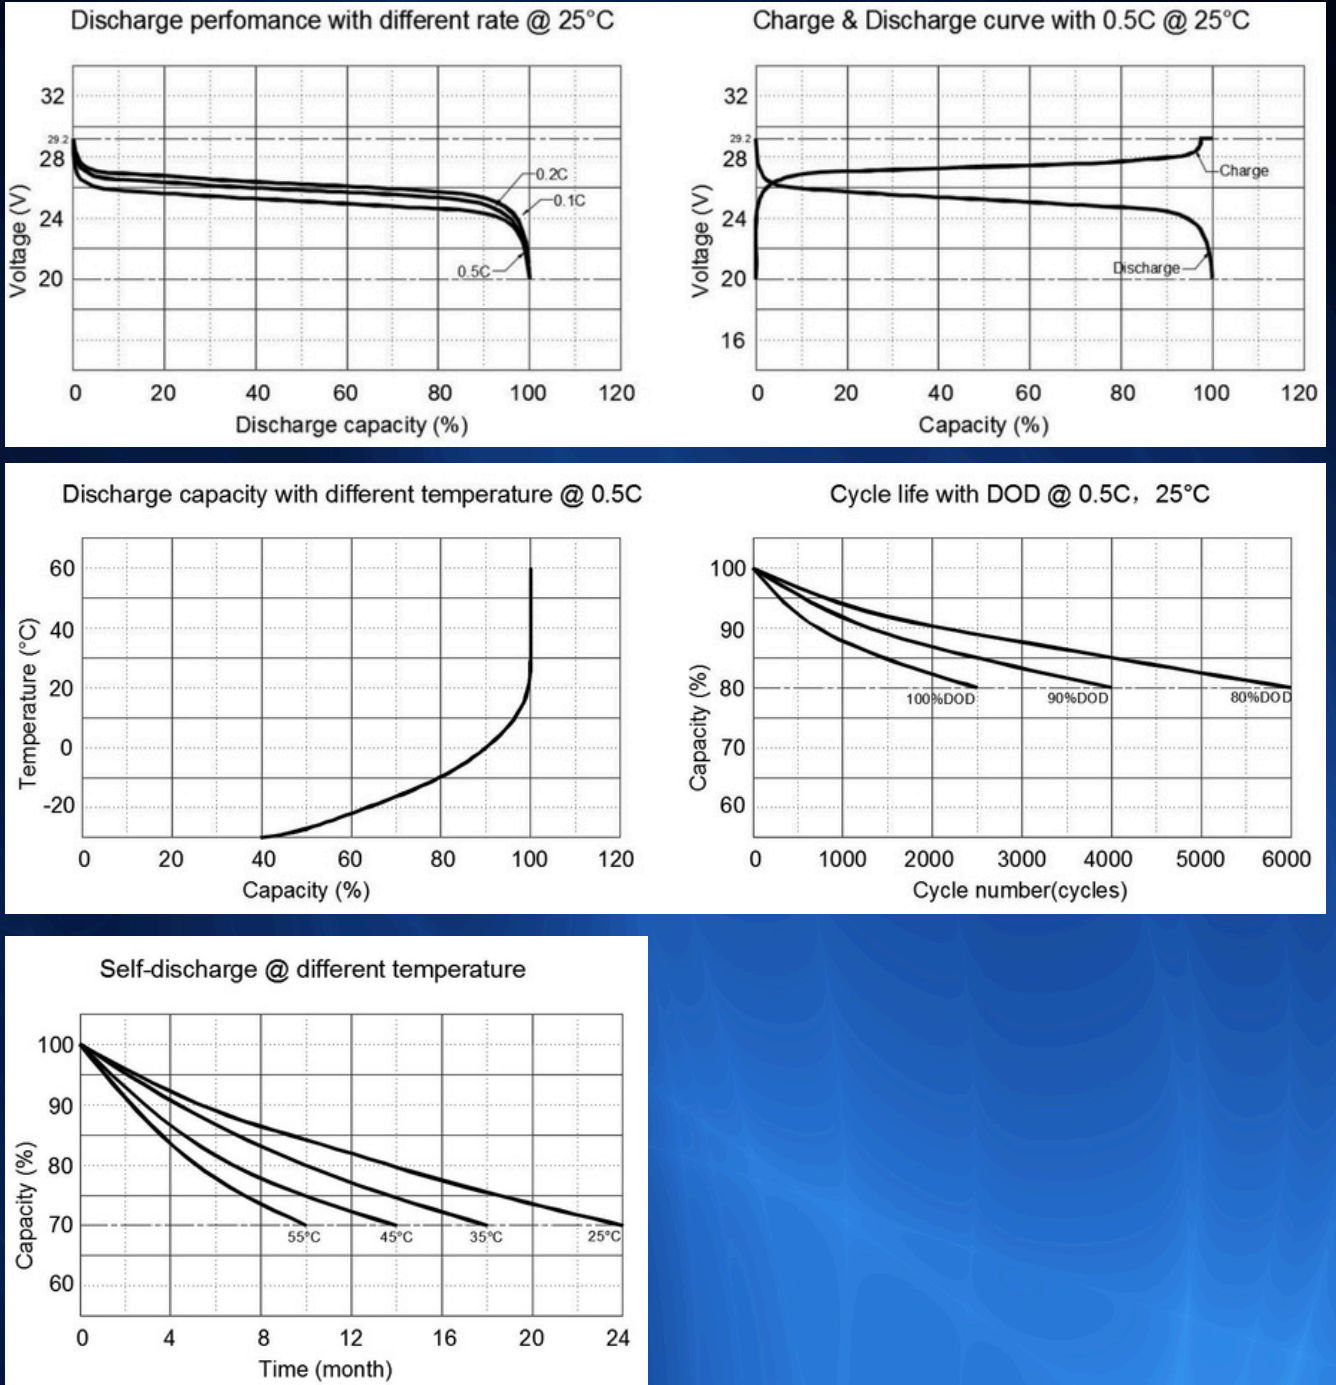 Discharge perfomance with different rate @ 25°C
32
29.2
28
24
20
Voltage (V)
0.2C
0.1C
0.5C
0 20 40 60 80 100 120
Discharge capacity (%)
Charge & Discharge curve with 0.5C @ 25°C
32
29.2
28
24
20
16
Voltage (V)
Charge
Discharge
0 20 40 60 80 100 120
Capacity (%)
Discharge capacity with different temperature @ 0.5C
60
40
20
0
-20
Temperature (°C)
0 20 40 60 80 100 120
Capacity (%)
Cycle life with DOD @ 0.5C, 25°C
100
90
80
70
60
Capacity (%)
100%DOD 90%DOD 80%DOD
0 1000 2000 3000 4000 5000 6000
Cycle number(cycles)
Self-discharge @ different temperature
100
90
80
70
60
Capacity (%)
55°C 45°C 35°C 25°C
0 4 8 12 16 20 24
Time (month)